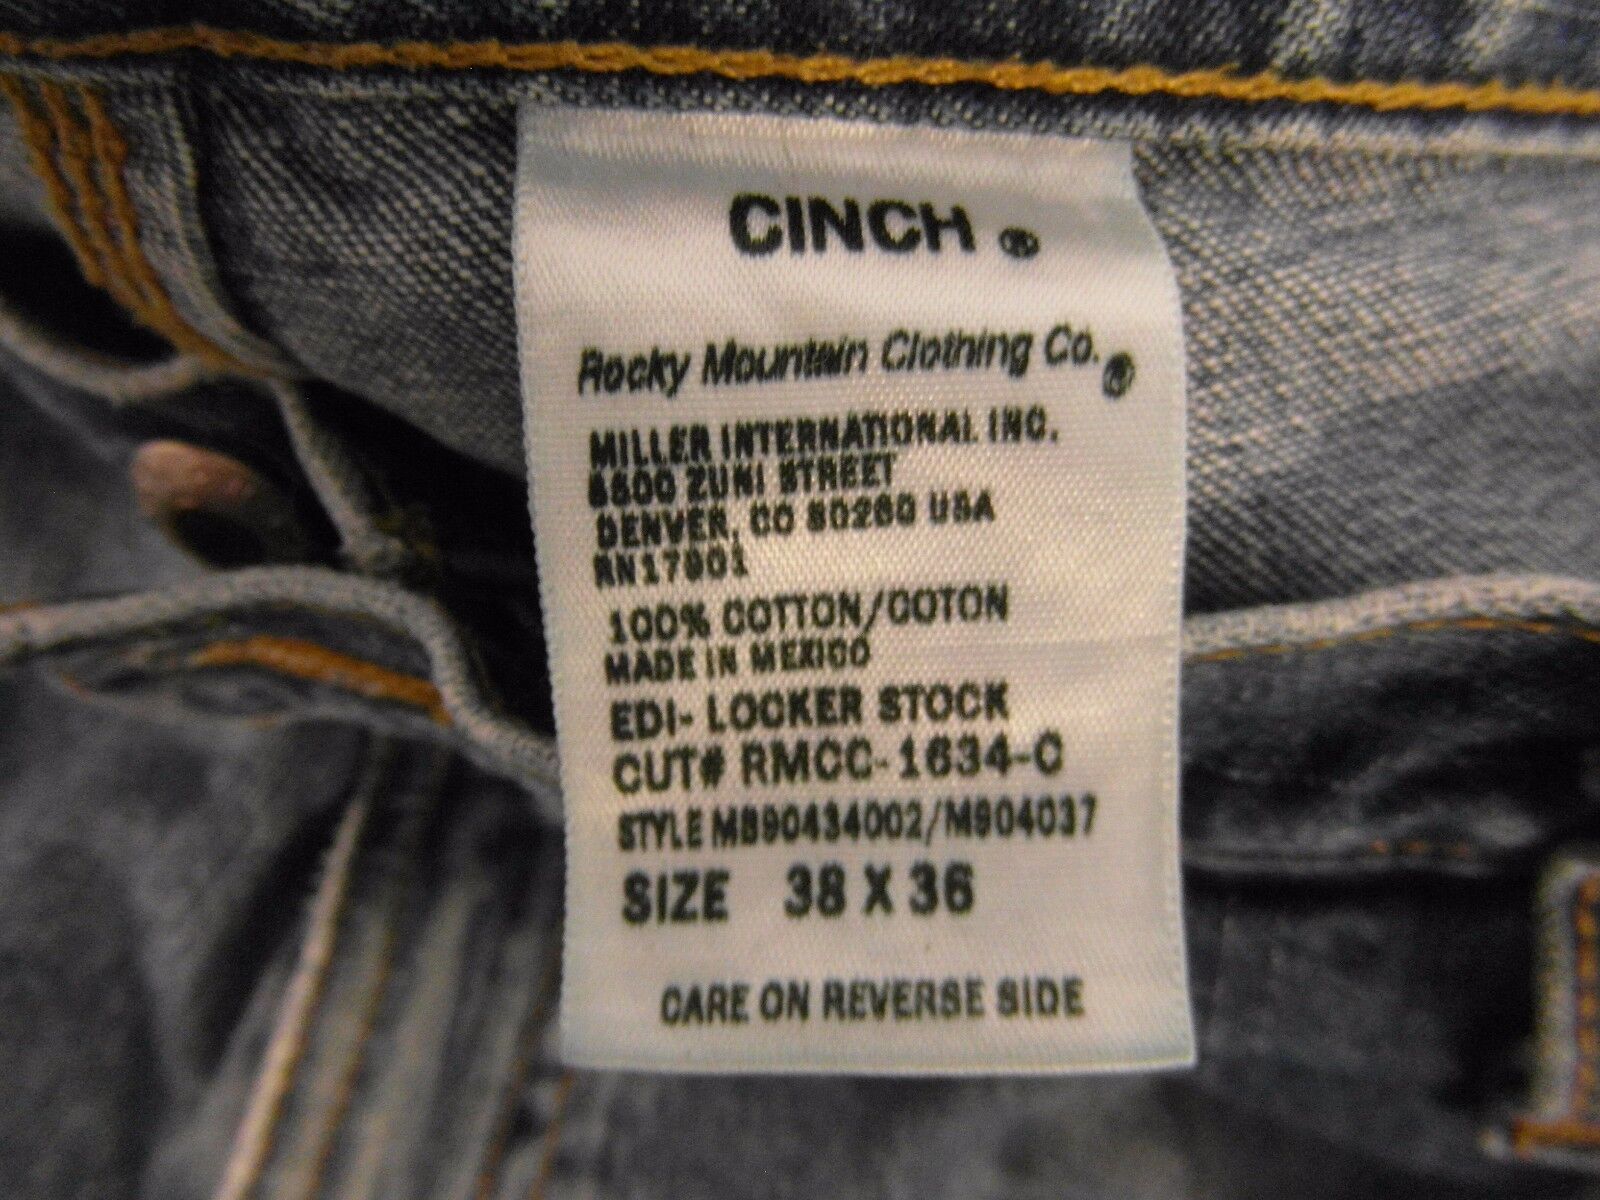 CINCH ®
Rocky Mountain Clothing Co. ®
MILLER INTERNATIONAL INC.
8500 ZUNI STREET
DENVER, CO 80260 USA
RN17901
100% COTTON/COTON
MADE IN MEXICO
EDI- LOCKER STOCK
CUT# RMCC-1634-C
STYLE MB90434002/M904037
SIZE 38 X 36
CARE ON REVERSE SIDE